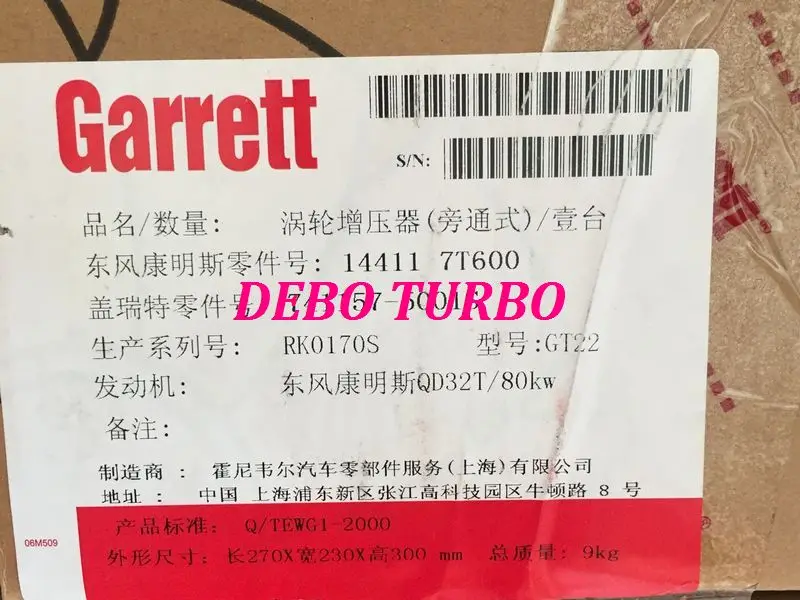 Garrett
S/N:
品名/数量: 涡轮增压器(旁通式)/壹台
东风康明斯零件号: 14411 7T600
盖瑞特零件号
DEBO TURBO
生产系列号: RK0170S 型号:GT22
发动机: 东风康明斯QD32T/80kw
备注:
制造商 : 霍尼韦尔汽车零部件服务(上海)有限公司
地址 : 中国 上海浦东新区张江高科技园区牛顿路 8 号
产品标准: Q/TEWG1-2000
06M509
外形尺寸: 长270X宽230X高300 mm 总质量: 9kg